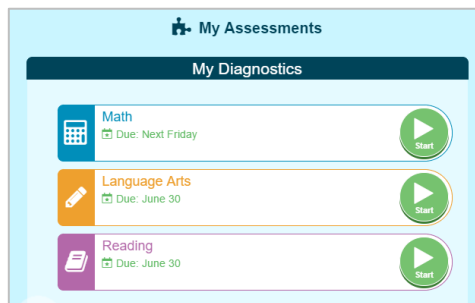 My Assessments
My Diagnostics
Math
Due: Next Friday
Start
Language Arts
Due: June 30
Start
Reading
Due: June 30
Start